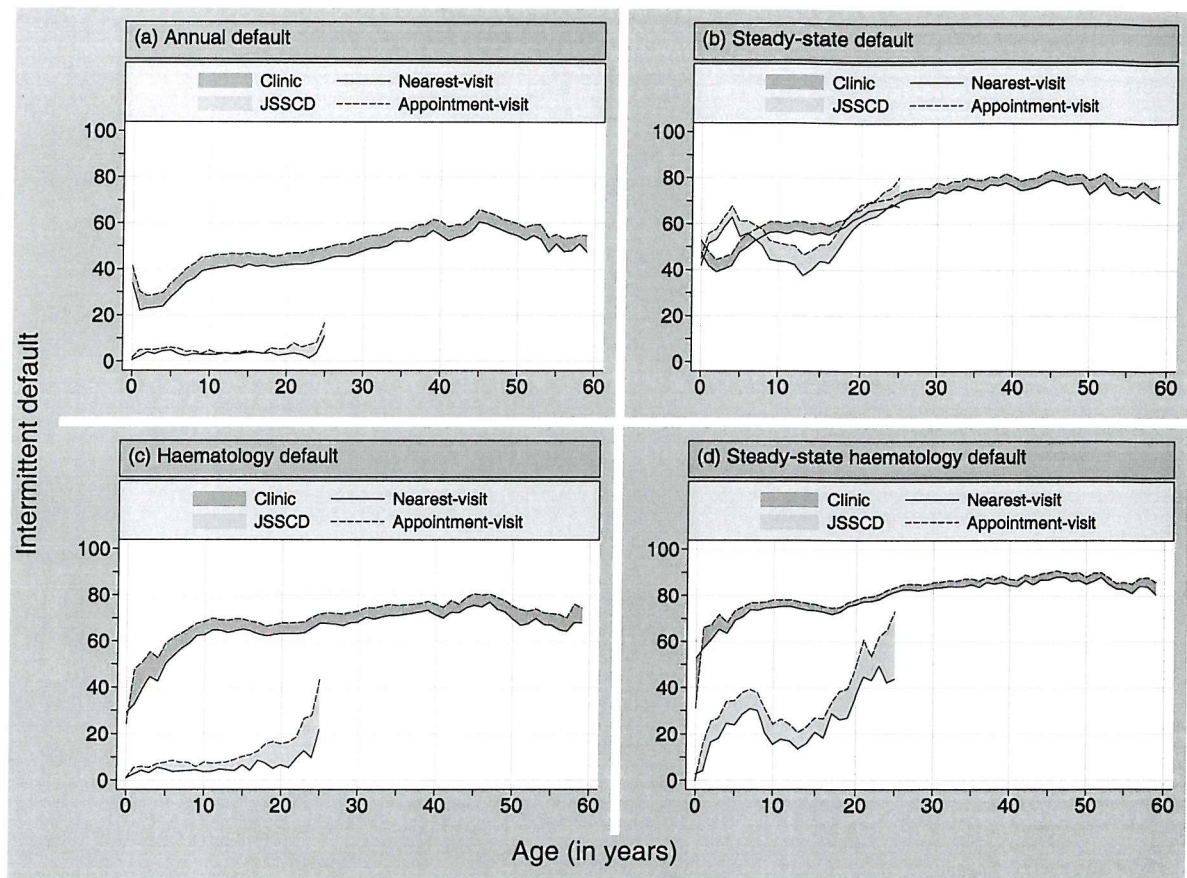 (a) Annual default
Clinic Nearest-visit
JSSCD Appointment-visit
100
80
60
40
20
0
0 10 20 30 40 50 60
(b) Steady-state default
Clinic Nearest-visit
JSSCD Appointment-visit
100
80
60
40
20
0
0 10 20 30 40 50 60
(c) Haematology default
Clinic Nearest-visit
JSSCD Appointment-visit
100
80
60
40
20
0
0 10 20 30 40 50 60
(d) Steady-state haematology default
Clinic Nearest-visit
JSSCD Appointment-visit
100
80
60
40
20
0
0 10 20 30 40 50 60
Intermittent default
Age (in years)